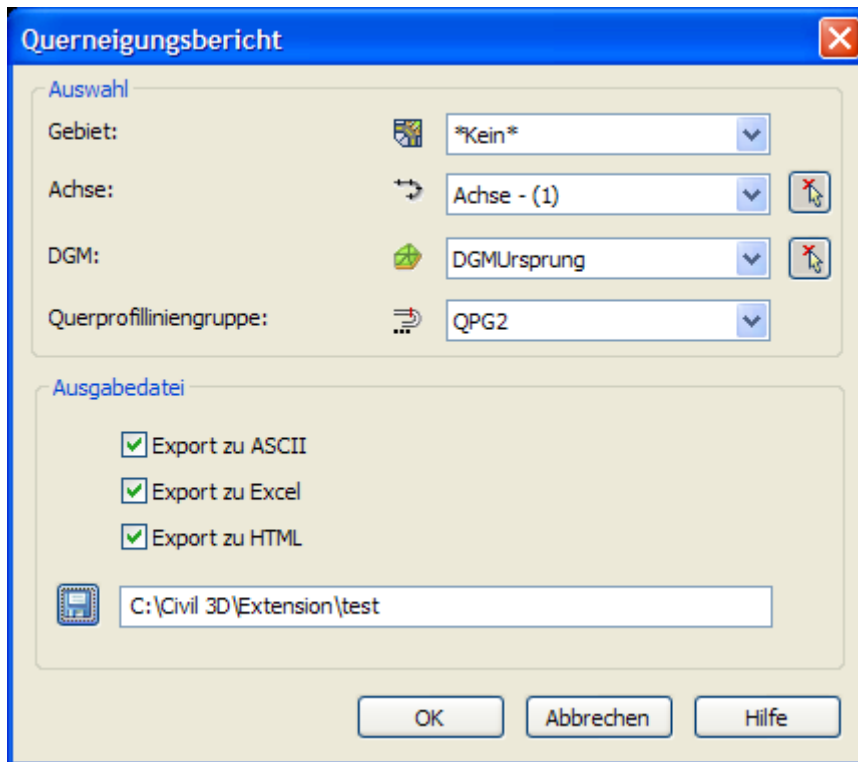 Querneigungsbericht
Auswahl
Gebiet: *Kein*
Achse: Achse - (1)
DGM: DGMUrsprung
Querprofilliniengruppe: QPG2
Ausgabedatei
Export zu ASCII
Export zu Excel
Export zu HTML
C:\Civil 3D\Extension\test
OK Abbrechen Hilfe